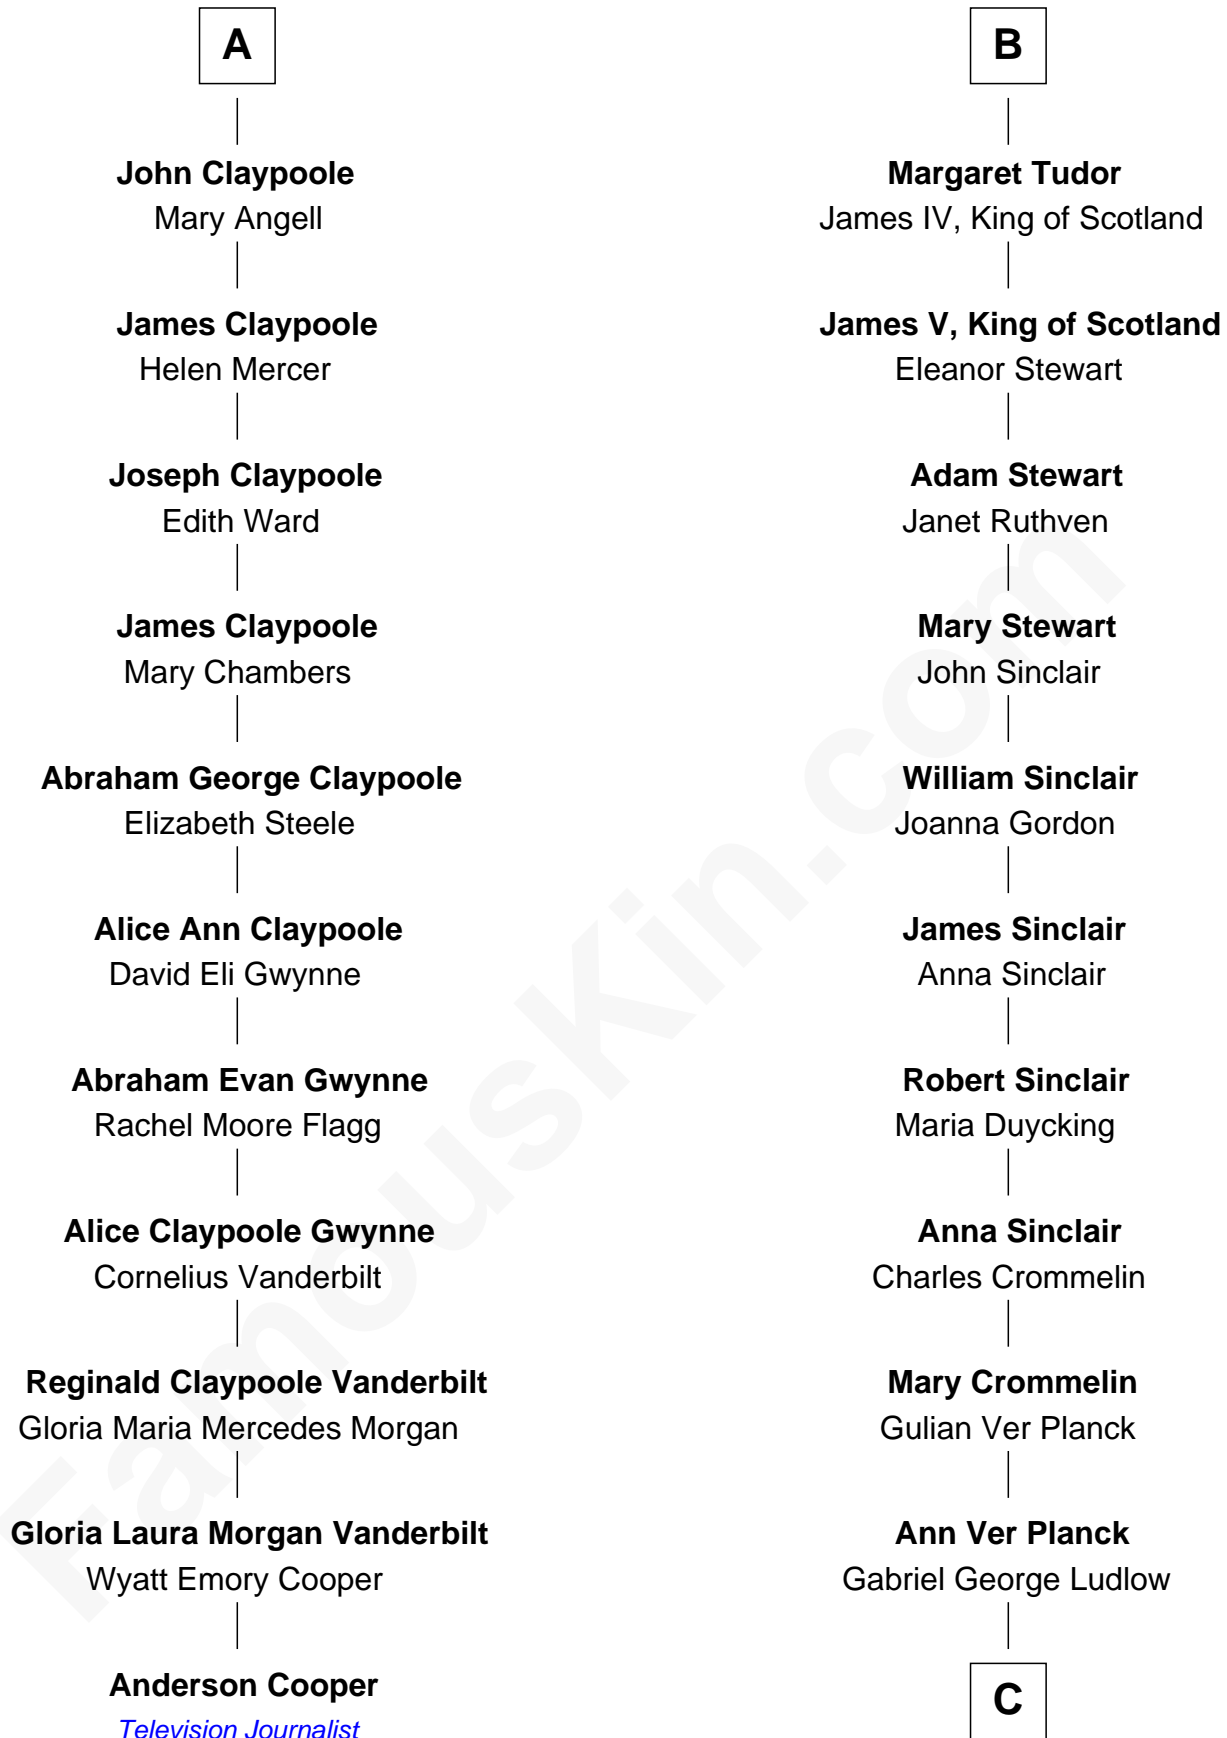 A
John Claypoole
Mary Angell
James Claypoole
Helen Mercer
Joseph Claypoole
Edith Ward
James Claypoole
Mary Chambers
Abraham George Claypoole
Elizabeth Steele
Alice Ann Claypoole
David Eli Gwynne
Abraham Evan Gwynne
Rachel Moore Flagg
Alice Claypoole Gwynne
Cornelius Vanderbilt
Reginald Claypoole Vanderbilt
Gloria Maria Mercedes Morgan
Gloria Laura Morgan Vanderbilt
Wyatt Emory Cooper
Anderson Cooper
Television Journalist
B
Margaret Tudor
James IV, King of Scotland
James V, King of Scotland
Eleanor Stewart
Adam Stewart
Janet Ruthven
Mary Stewart
John Sinclair
William Sinclair
Joanna Gordon
James Sinclair
Anna Sinclair
Robert Sinclair
Maria Duycking
Anna Sinclair
Charles Crommelin
Mary Crommelin
Gulian Ver Planck
Ann Ver Planck
Gabriel George Ludlow
C
FamousKin.com